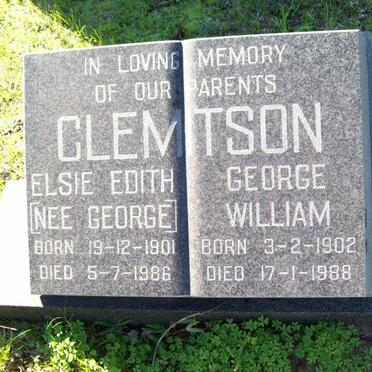 IN LOVING MEMORY
OF OUR PARENTS
CLEMITSON
ELSIE EDITH
[NEE GEORGE]
BORN 19-12-1901
DIED 5-7-1986
GEORGE
WILLIAM
BORN 3-2-1902
DIED 17-1-1988